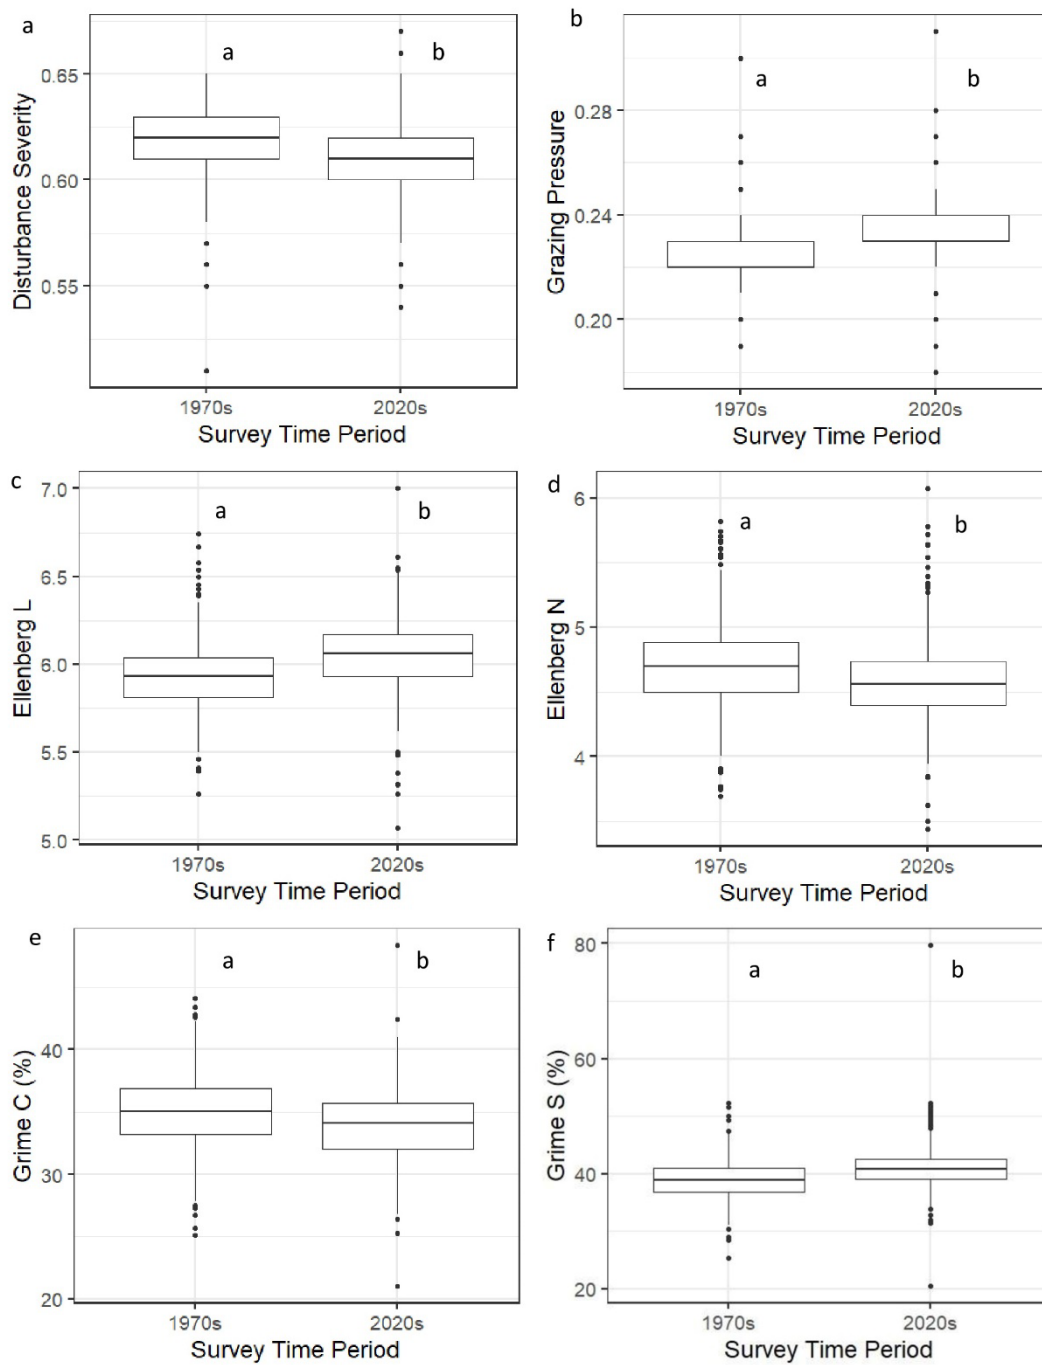 a
a
b
0.65
0.60
0.55
Disturbance Severity
1970s
2020s
Survey Time Period
b
a
b
0.28
0.24
0.20
Grazing Pressure
1970s
2020s
Survey Time Period
c
a
b
7.0
6.5
6.0
5.5
5.0
Ellenberg L
1970s
2020s
Survey Time Period
d
a
b
6
5
4
Ellenberg N
1970s
2020s
Survey Time Period
e
a
b
40
30
20
Grime C (%)
1970s
2020s
Survey Time Period
f
a
b
80
60
40
20
Grime S (%)
1970s
2020s
Survey Time Period